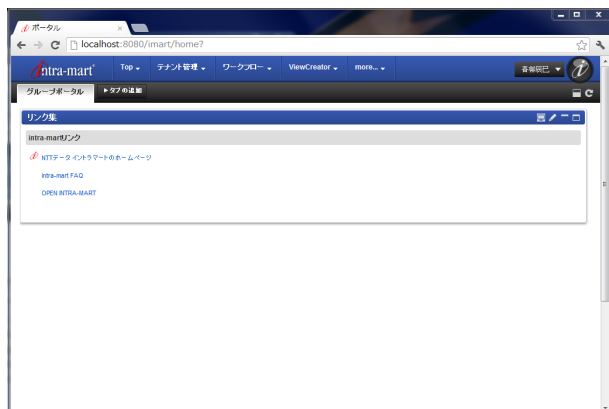 ポータル
localhost:8080/imart/home?
intra-mart
Top テナント管理 ワークフロー ViewCreator more...
青柳辰巳
グループポータル ▶タブの追加
リンク集
intra-martリンク
NTTデータ イントラマートのホームページ
intra-mart FAQ
OPEN INTRA-MART